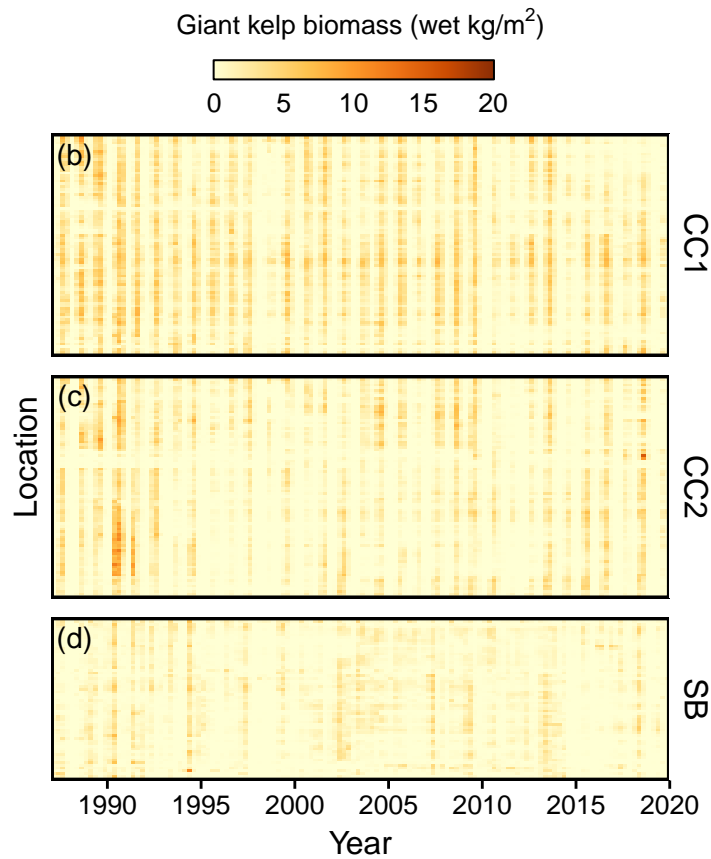 Giant kelp biomass (wet kg/m²)
0 5 10 15 20
(b)
CC1
(c)
CC2
Location
(d)
SB
1990 1995 2000 2005 2010 2015 2020
Year